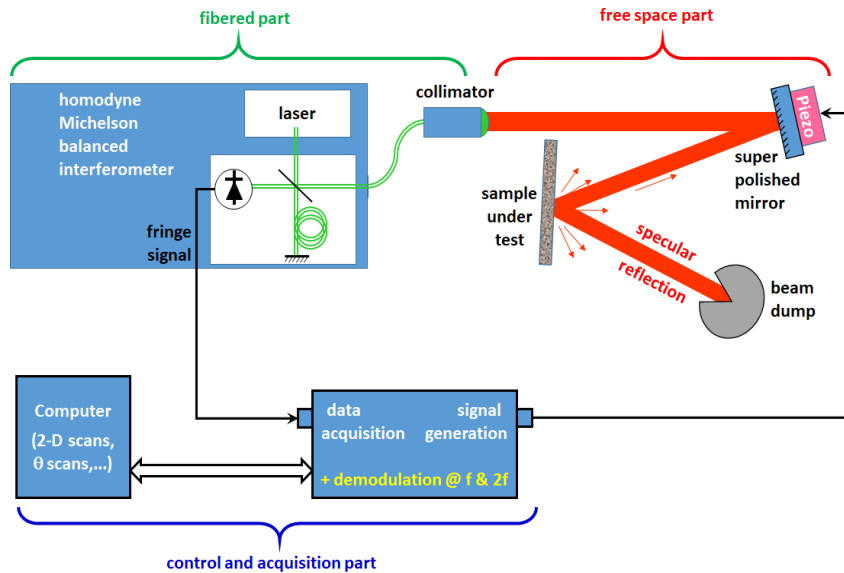 fibered part
free space part
homodyne
Michelson
balanced
interferometer
laser
collimator
Piezo
super
polished
mirror
sample
under
test
fringe
signal
specular
reflection
beam
dump
Computer
(2-D scans,
θ scans,...)
data
acquisition
signal
generation
+ demodulation @ f & 2f
control and acquisition part